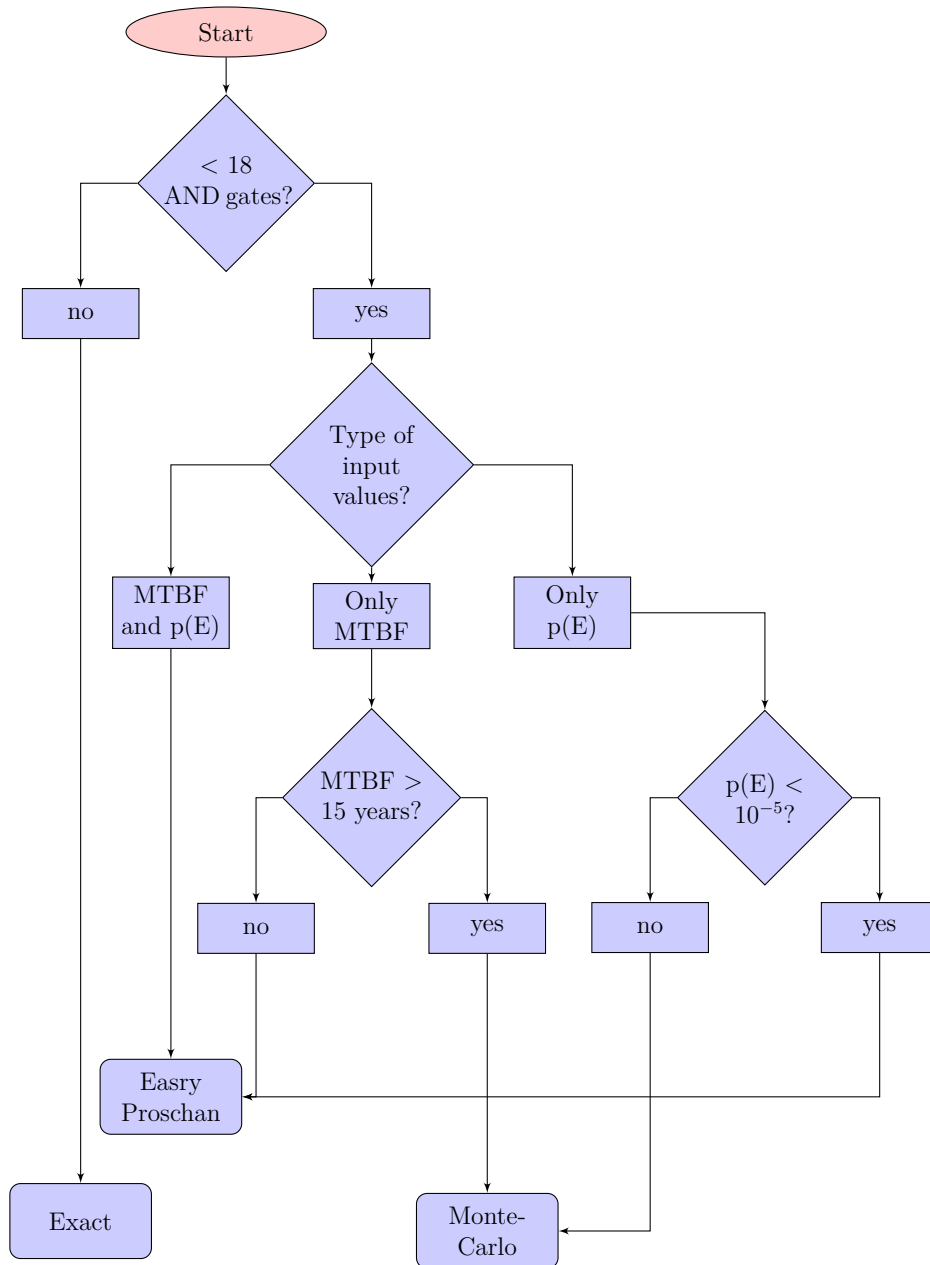 Start
< 18
AND gates?
no
yes
Type of
input
values?
MTBF
and p(E)
Only
MTBF
Only
p(E)
MTBF >
15 years?
p(E) <
10⁻⁵?
no
yes
no
yes
Easry
Proschan
Exact
Monte-
Carlo